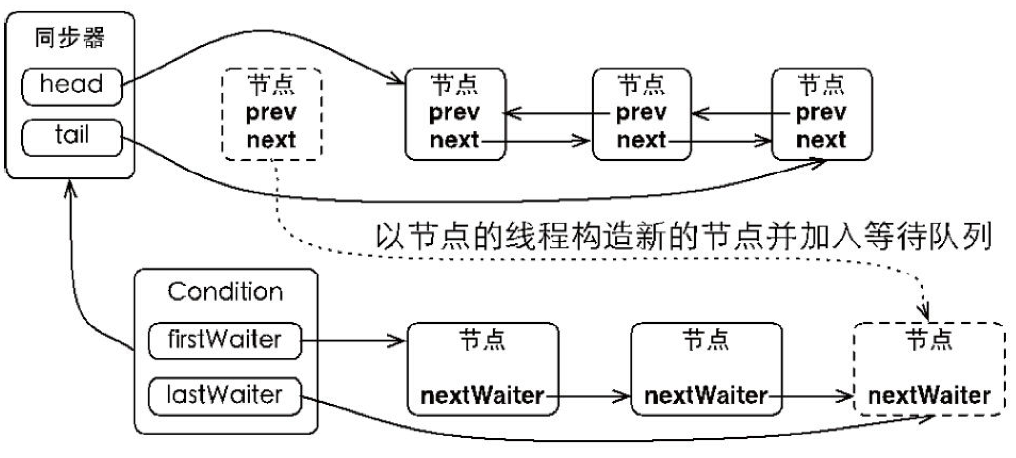 同步器
head
tail
节点
prev
next
节点
prev
next
节点
prev
next
节点
prev
next
以节点的线程构造新的节点并加入等待队列
Condition
firstWaiter
lastWaiter
节点
nextWaiter
节点
nextWaiter
节点
nextWaiter